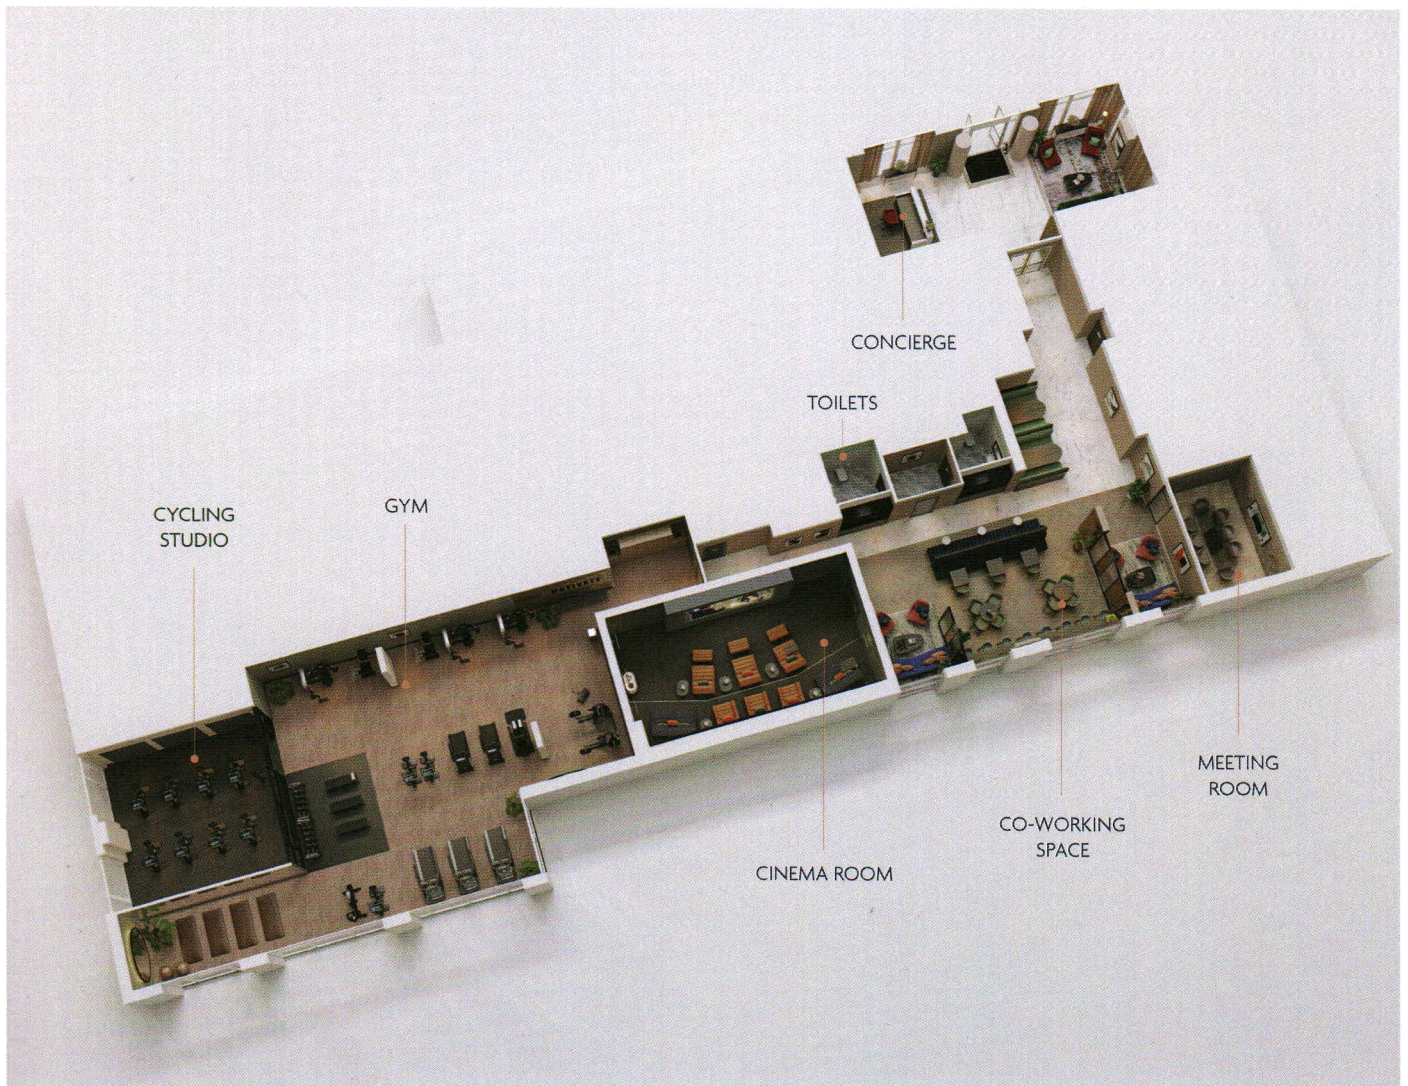 CONCIERGE
TOILETS
GYM
CYCLING
STUDIO
MEETING
ROOM
CO-WORKING
SPACE
CINEMA ROOM